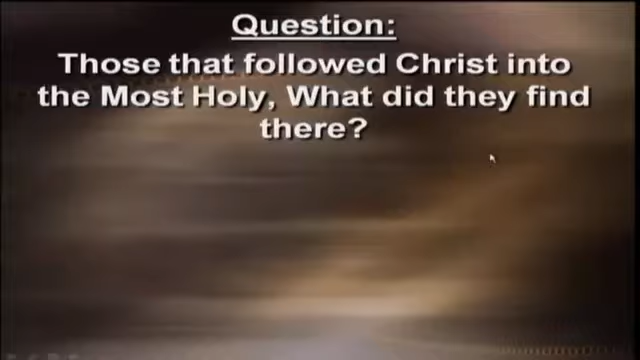 Question:
Those that followed Christ into
the Most Holy, What did they find
there?